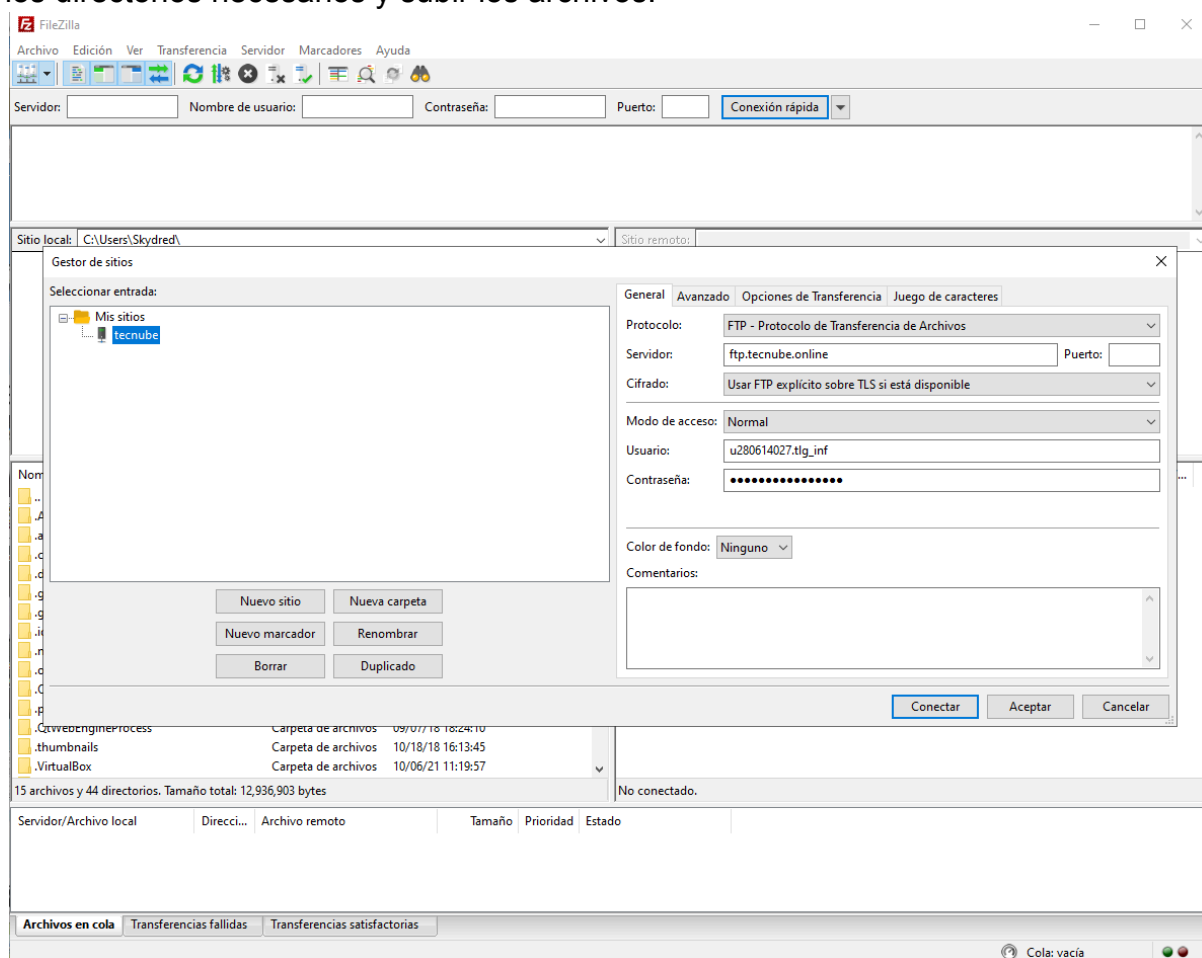 los directorios necesarios y subir los archivos.
FileZilla
Archivo Edición Ver Transferencia Servidor Marcadores Ayuda
Servidor: Nombre de usuario: Contraseña: Puerto: Conexión rápida
Sitio local: C:\Users\Skydred\ Sitio remoto:
Gestor de sitios
Seleccionar entrada:
Mis sitios
tecnube
General Avanzado Opciones de Transferencia Juego de caracteres
Protocolo: FTP - Protocolo de Transferencia de Archivos
Servidor: ftp.tecnube.online Puerto:
Cifrado: Usar FTP explícito sobre TLS si está disponible
Modo de acceso: Normal
Usuario: u280614027.tlg_inf
Contraseña: ●●●●●●●●●●●●●●●●
Color de fondo: Ninguno
Comentarios:
Nuevo sitio Nueva carpeta
Nuevo marcador Renombrar
Borrar Duplicado
Conectar Aceptar Cancelar
Nom
..
.QtWebEngineProcess Carpeta de archivos 09/07/18 18:24:10
.thumbnails Carpeta de archivos 10/18/18 16:13:45
.VirtualBox Carpeta de archivos 10/06/21 11:19:57
15 archivos y 44 directorios. Tamaño total: 12,936,903 bytes
No conectado.
Servidor/Archivo local Direcci... Archivo remoto Tamaño Prioridad Estado
Archivos en cola Transferencias fallidas Transferencias satisfactorias
Cola: vacía